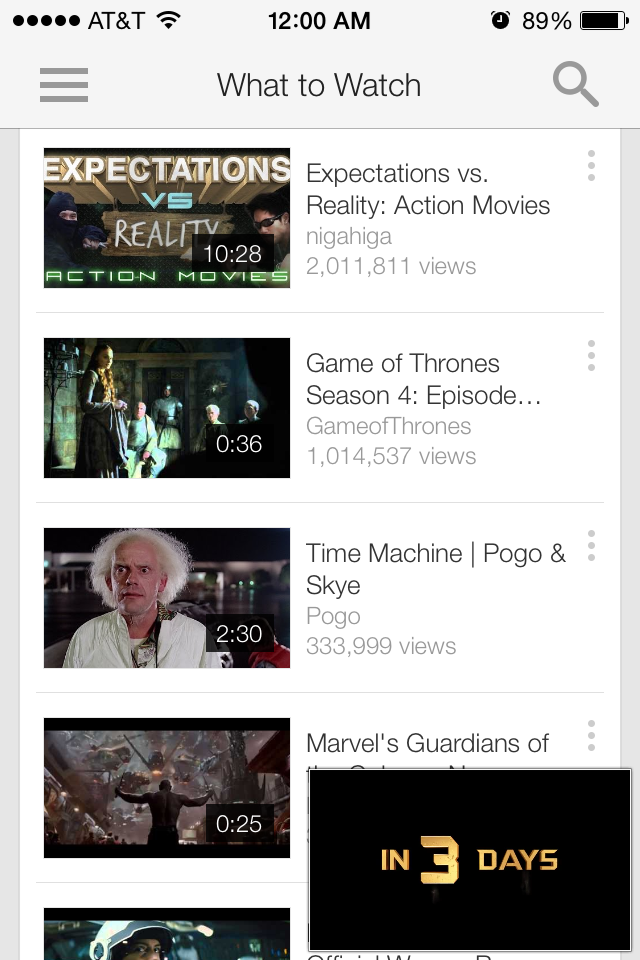 AT&T 12:00 AM 89%
What to Watch
EXPECTATIONS
VS
REALITY
ACTION MOVIES
10:28
Expectations vs.
Reality: Action Movies
nigahiga
2,011,811 views
0:36
Game of Thrones
Season 4: Episode…
GameofThrones
1,014,537 views
2:30
Time Machine | Pogo &
Skye
Pogo
333,999 views
0:25
Marvel's Guardians of
IN 3 DAYS